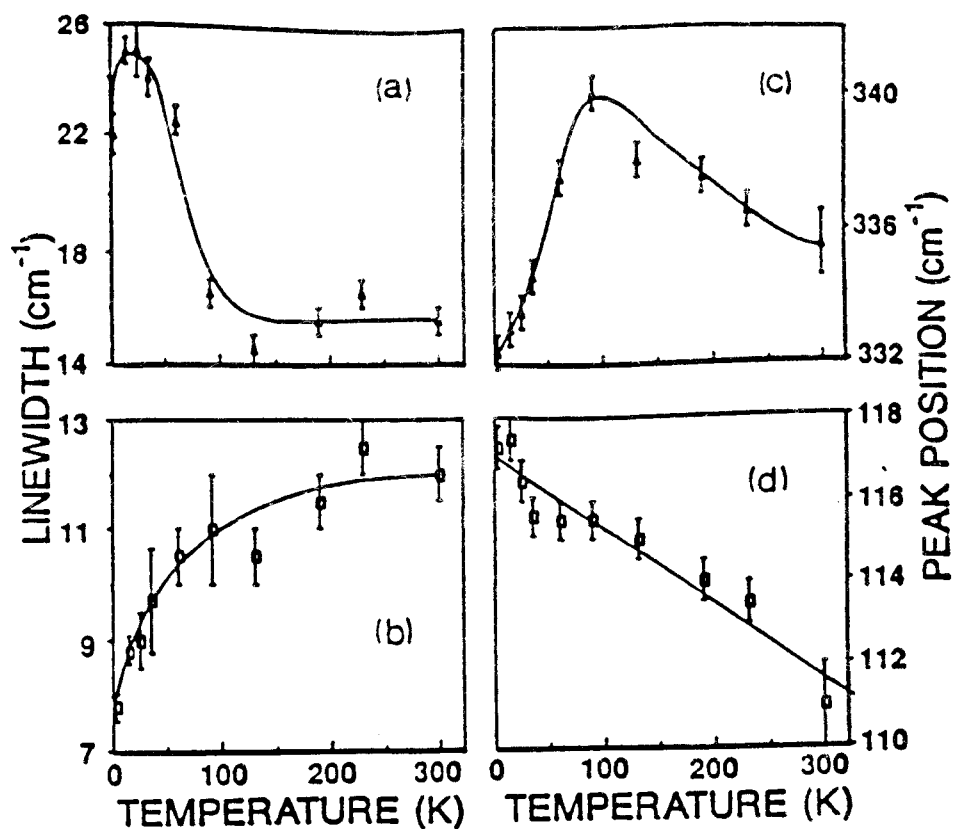 26
22
18
14
(a)
(c)
340
336
332
LINEWIDTH (cm⁻¹)
PEAK POSITION (cm⁻¹)
13
11
9
7
(b)
(d)
118
116
114
112
110
0 100 200 300
0 100 200 300
TEMPERATURE (K)
TEMPERATURE (K)